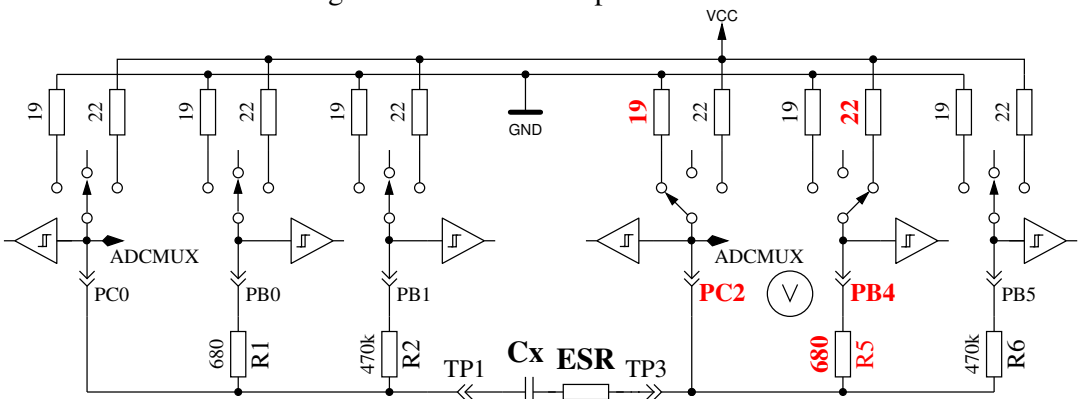 VCC
19
22
19
22
19
22
GND
19
22
19
22
19
22
ADCMUX
ADCMUX
PC0
PB0
PB1
PC2
V
PB4
PB5
680
R1
470k
R2
TP1
Cx
ESR
TP3
680
R5
470k
R6